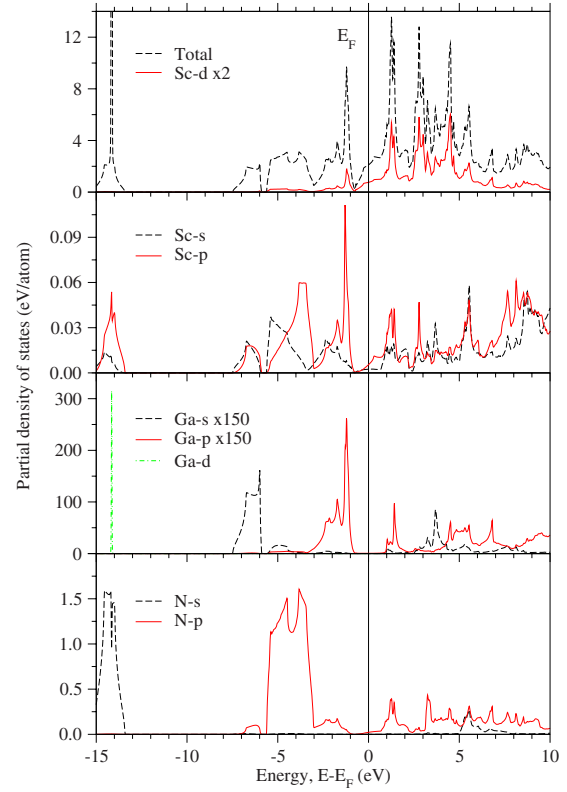 E_F
12
8
4
0
Total
Sc-d x2
0.09
0.06
0.03
0.00
Sc-s
Sc-p
Partial density of states (eV/atom)
300
200
100
0
Ga-s x150
Ga-p x150
Ga-d
1.5
1.0
0.5
0.0
N-s
N-p
-15 -10 -5 0 5 10
Energy, E-E_F (eV)